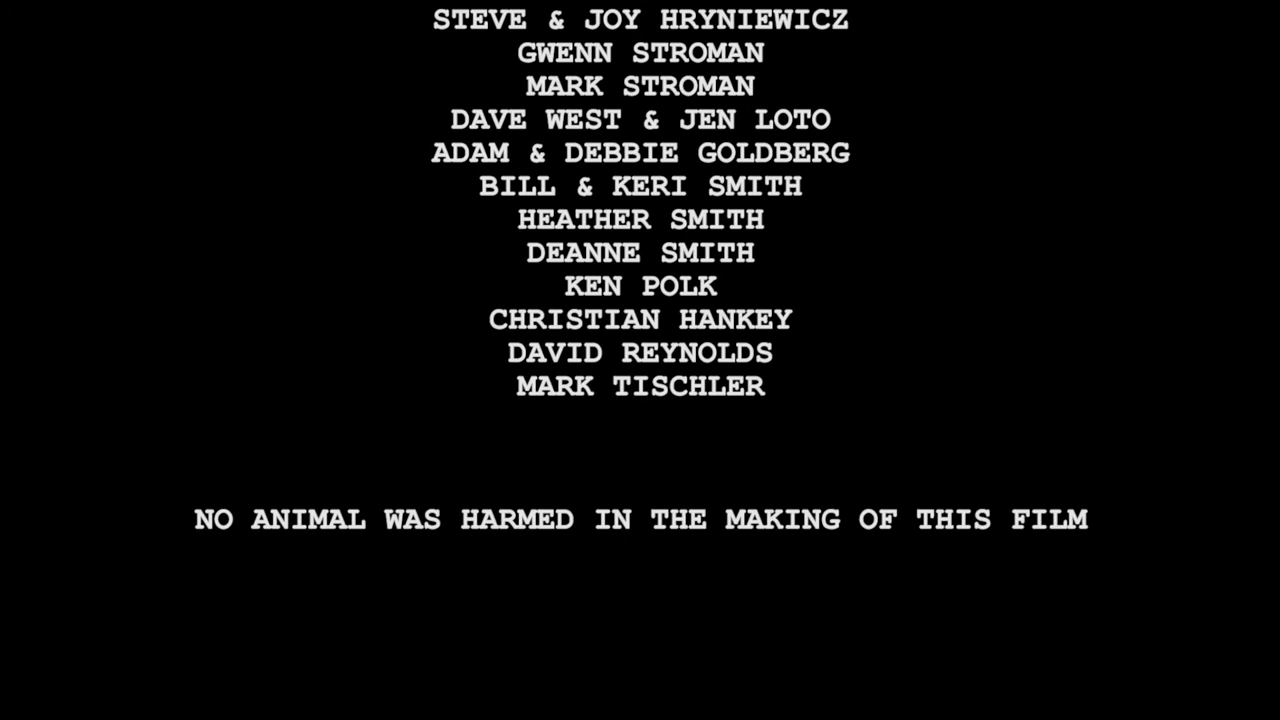 STEVE & JOY HRYNIEWICZ
GWENN STROMAN
MARK STROMAN
DAVE WEST & JEN LOTO
ADAM & DEBBIE GOLDBERG
BILL & KERI SMITH
HEATHER SMITH
DEANNE SMITH
KEN POLK
CHRISTIAN HANKEY
DAVID REYNOLDS
MARK TISCHLER
NO ANIMAL WAS HARMED IN THE MAKING OF THIS FILM